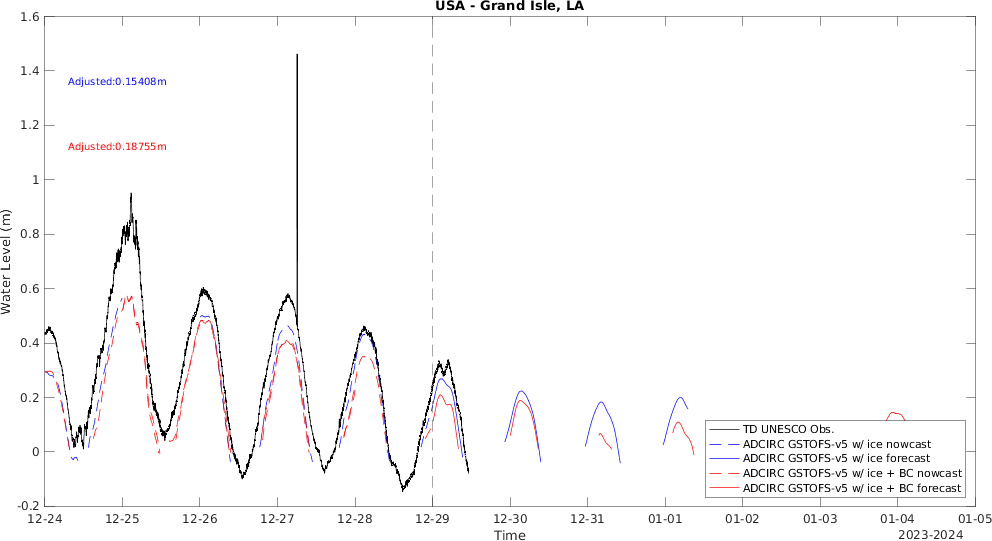 USA - Grand Isle, LA
1.6
1.4
1.2
1
0.8
0.6
0.4
0.2
0
-0.2
Water Level (m)
Adjusted:0.15408m
Adjusted:0.18755m
TD UNESCO Obs.
ADCIRC GSTOFS-v5 w/ ice nowcast
ADCIRC GSTOFS-v5 w/ ice forecast
ADCIRC GSTOFS-v5 w/ ice + BC nowcast
ADCIRC GSTOFS-v5 w/ ice + BC forecast
12-24 12-25 12-26 12-27 12-28 12-29 12-30 12-31 01-01 01-02 01-03 01-04 01-05
Time
2023-2024